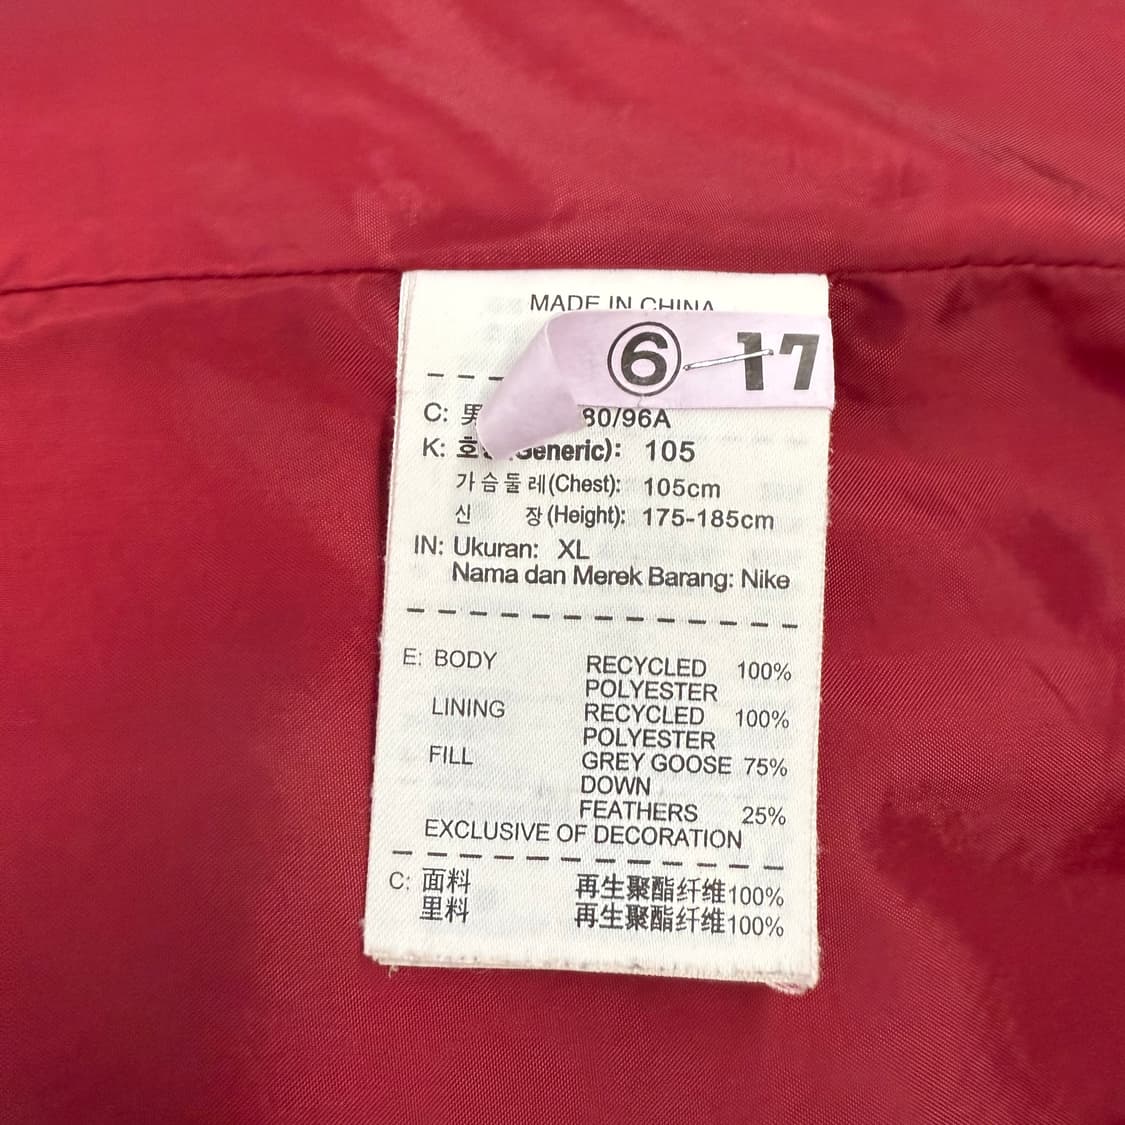 MADE IN CHINA
⑥-17
C: 男 80/96A
K: (Generic): 105
가슴둘레(Chest): 105cm
신 장(Height): 175-185cm
IN: Ukuran: XL
Nama dan Merek Barang: Nike
E: BODY RECYCLED 100%
POLYESTER
LINING RECYCLED 100%
POLYESTER
FILL GREY GOOSE 75%
DOWN
FEATHERS 25%
EXCLUSIVE OF DECORATION
C: 面料 再生聚酯纤维100%
里料 再生聚酯纤维100%